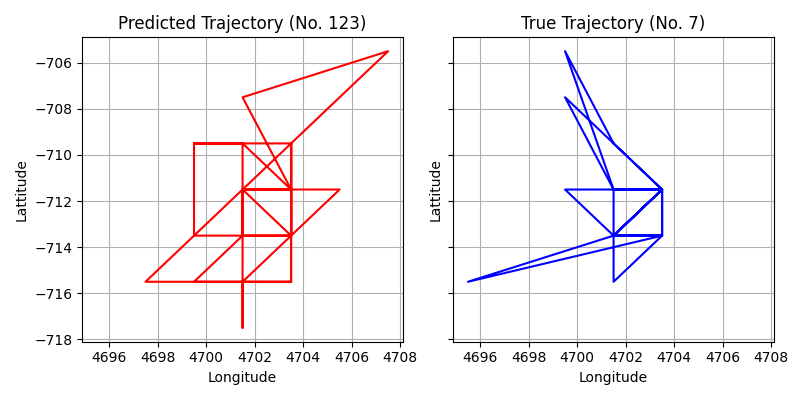 Predicted Trajectory (No. 123)
True Trajectory (No. 7)
Lattitude
−706
−708
−710
−712
−714
−716
−718
4696 4698 4700 4702 4704 4706 4708
Longitude
Lattitude
4696 4698 4700 4702 4704 4706 4708
Longitude